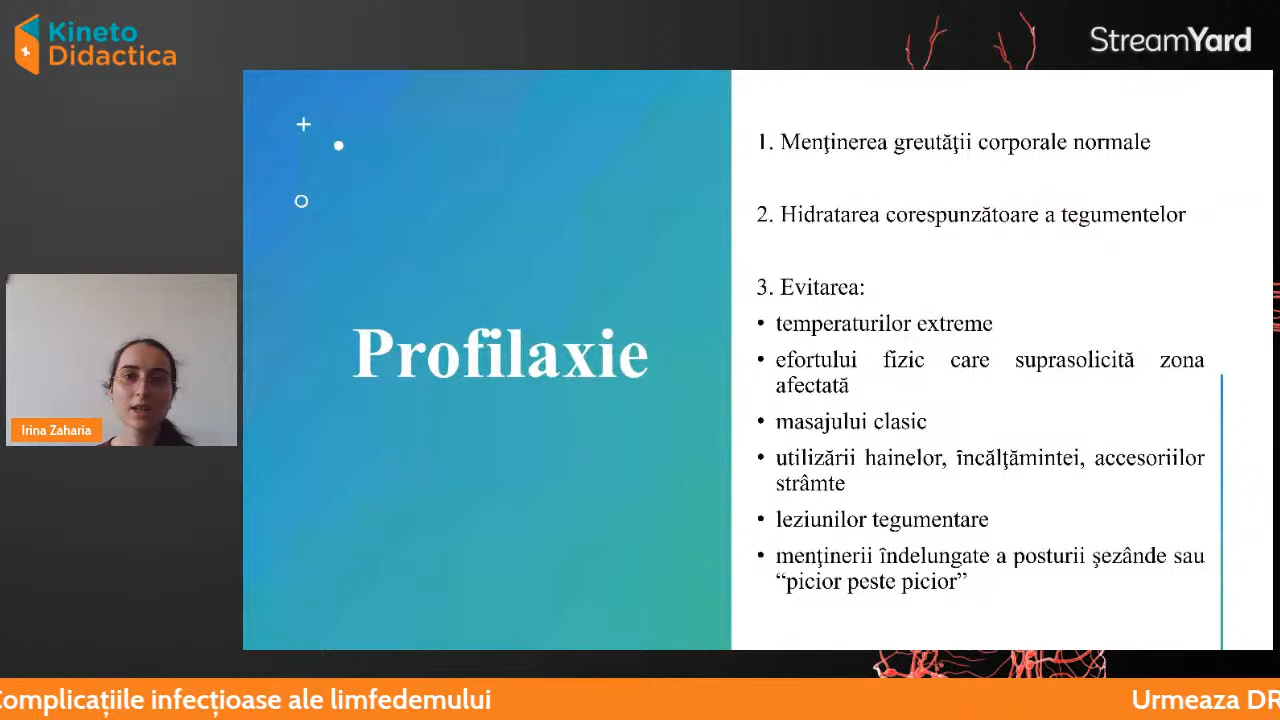 Kineto
Didactica
StreamYard
1. Menţinerea greutăţii corporale normale
2. Hidratarea corespunzătoare a tegumentelor
3. Evitarea:
• temperaturilor extreme
• efortului fizic care suprasolicită zona
afectată
• masajului clasic
• utilizării hainelor, încălţămintei, accesoriilor
strâmte
• leziunilor tegumentare
• menţinerii îndelungate a posturii şezânde sau
“picior peste picior”
Profilaxie
Irina Zaharia
Complicațiile infecțioase ale limfedemului
Urmeaza DR